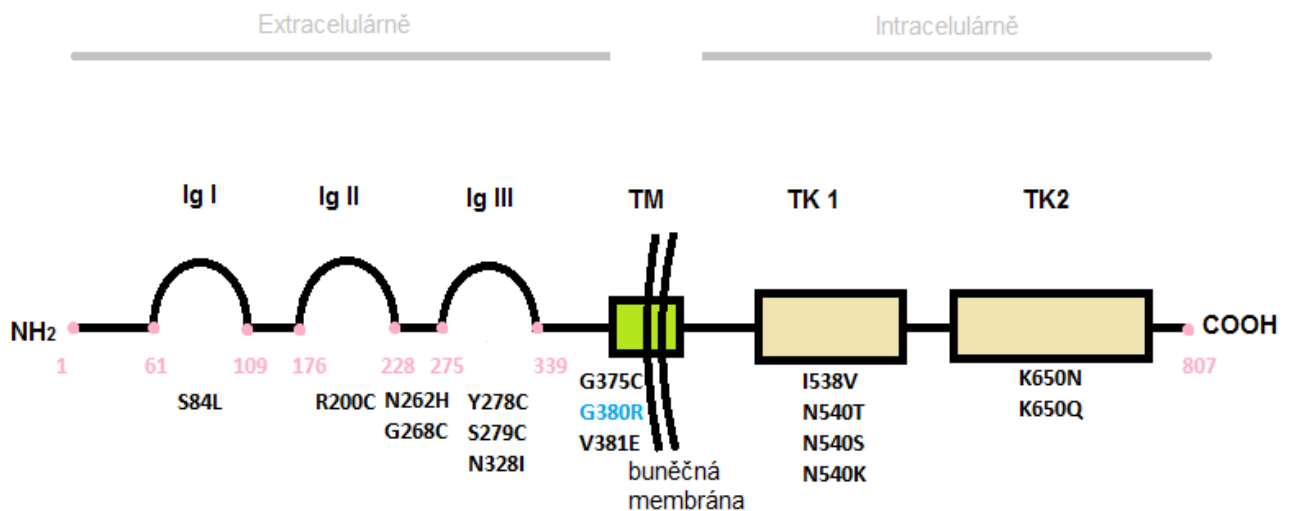 Extracelulárně Intracelulárně
Ig I Ig II Ig III TM TK 1 TK2
NH2 COOH
1 61 109 176 228 275 339 807
S84L
R200C
N262H
G268C
Y278C
S279C
N328I
G375C
G380R
V381E
buněčná
membrána
I538V
N540T
N540S
N540K
K650N
K650Q